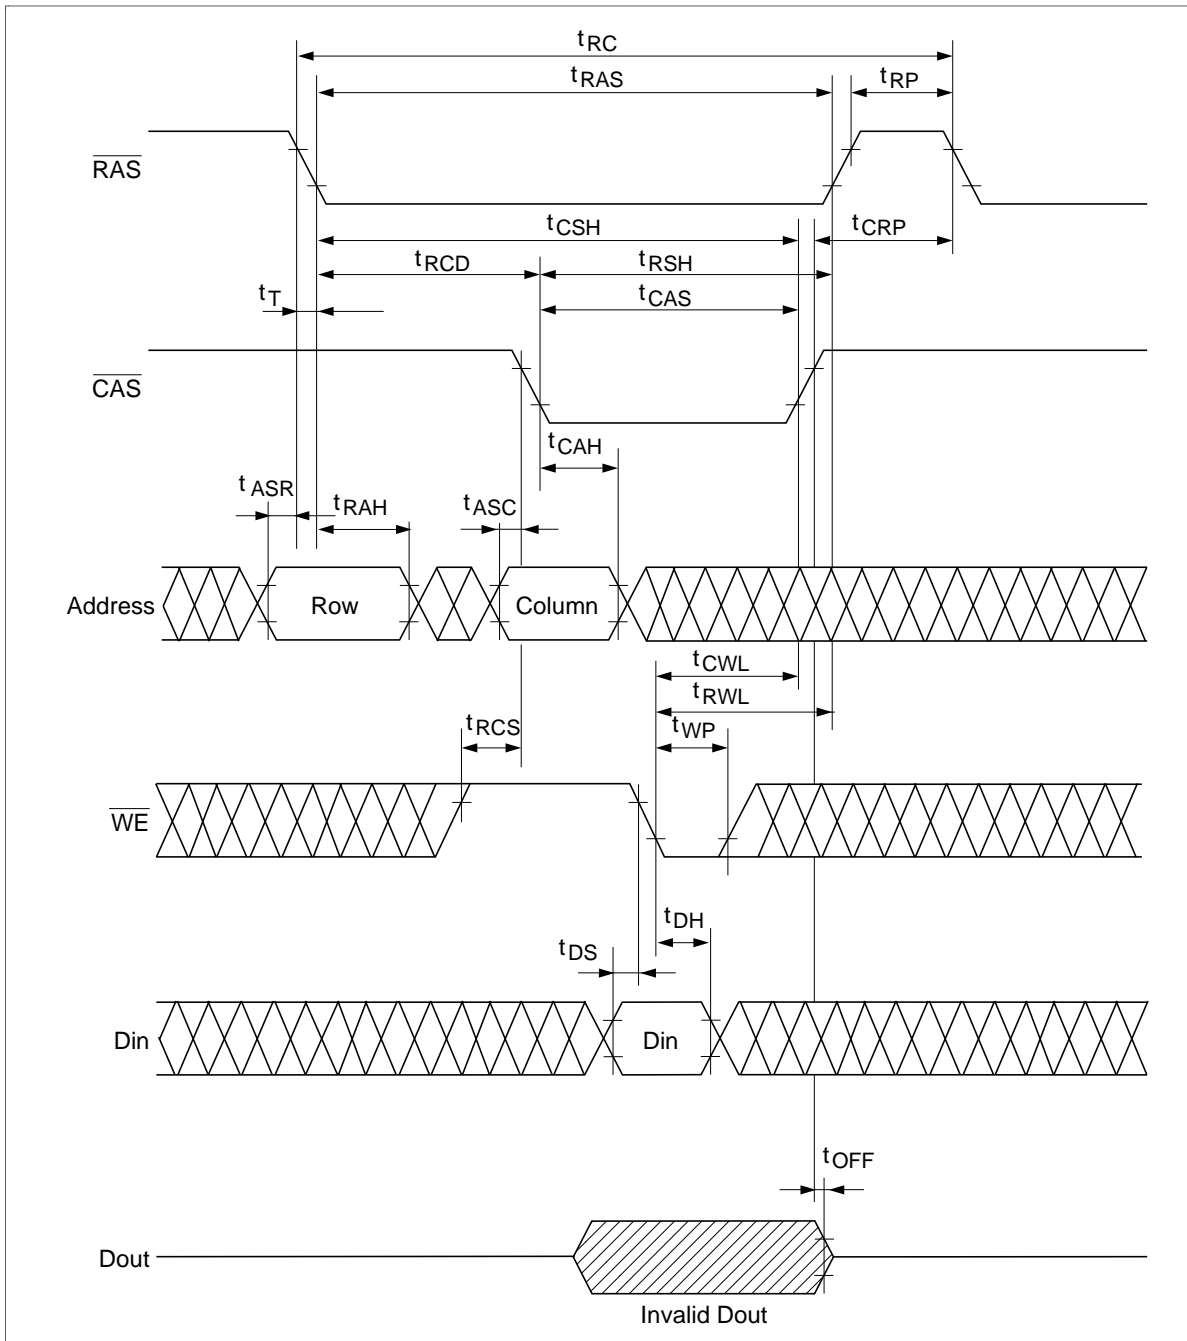 tRC
tRAS
tRP
RAS
tCSH
tCRP
tRCD
tRSH
tT
tCAS
CAS
tCAH
tASR
tRAH
tASC
Address
Row
Column
tCWL
tRWL
tRCS
tWP
WE
tDH
tDS
Din
Din
tOFF
Dout
Invalid Dout